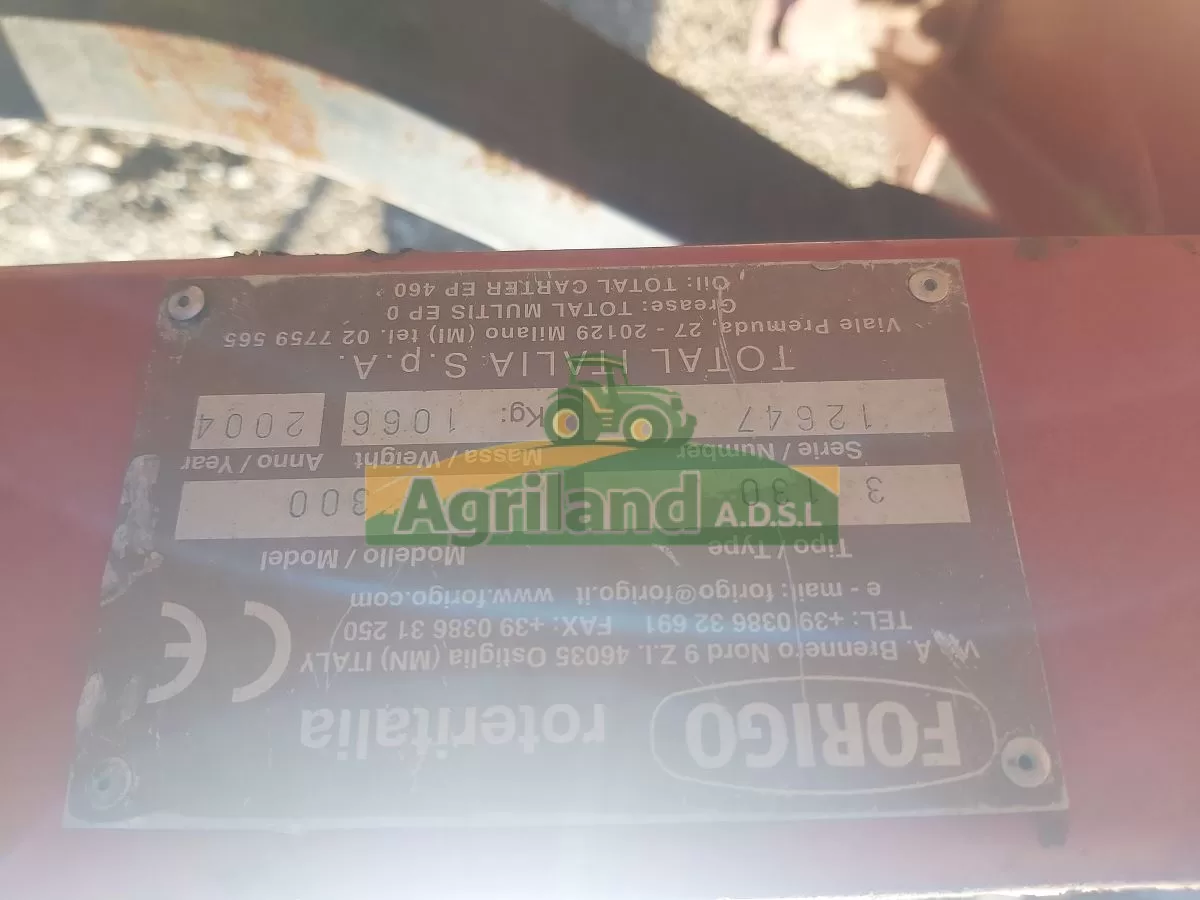 FORIGO roteritalia
V. A. Brennero Nord 9 Z.I. 46035 Ostiglia (MN) ITALY
TEL: +39 0386 32 691 FAX: +39 0386 31 250
e - mail: forigo@forigo.it www.forigo.com
CE
Tipo / Type Modello / Model
3 130 300
Serie / Number Massa / Weight Anno / Year
12647 Kg: 1066 2004
TOTAL ITALIA S.p.A.
Viale Premuda, 27 - 20129 Milano (MI) tel. 02 7759 565
Grease: TOTAL MULTIS EP 0
Oil: TOTAL CARTER EP 460
Agriland A.D.S.L